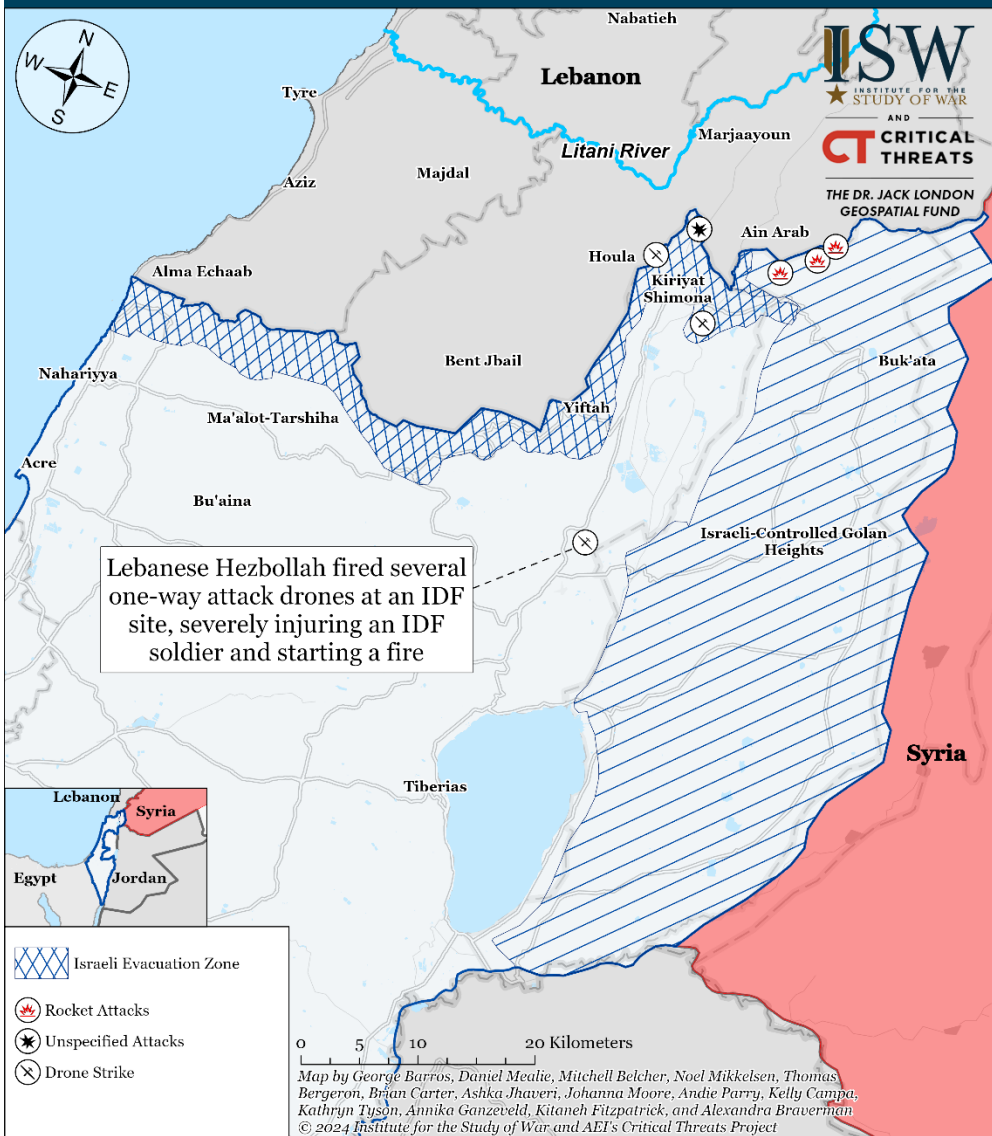 N
W
E
S
Nabatieh
Lebanon
ISW
INSTITUTE FOR THE
STUDY OF WAR
AND
CT CRITICAL
THREATS
THE DR. JACK LONDON
GEOSPATIAL FUND
Tyre
Marjaayoun
Litani River
Majdal
Aziz
Ain Arab
Houla
Alma Echaab
Kiriyat
Shimona
Bent Jbail
Buk'ata
Nahariyya
Ma'alot-Tarshiha
Yiftah
Acre
Bu'aina
Israeli-Controlled Golan
Heights
Lebanese Hezbollah fired several
one-way attack drones at an IDF
site, severely injuring an IDF
soldier and starting a fire
Syria
Tiberias
Lebanon
Syria
Egypt
Jordan
Israeli Evacuation Zone
Rocket Attacks
Unspecified Attacks
Drone Strike
0 5 10 20 Kilometers
Map by George Barros, Daniel Mealie, Mitchell Belcher, Noel Mikkelsen, Thomas
Bergeron, Brian Carter, Ashka Jhaveri, Johanna Moore, Andie Parry, Kelly Campa,
Kathryn Tyson, Annika Ganzeveld, Kitaneh Fitzpatrick, and Alexandra Braverman
© 2024 Institute for the Study of War and AEI's Critical Threats Project